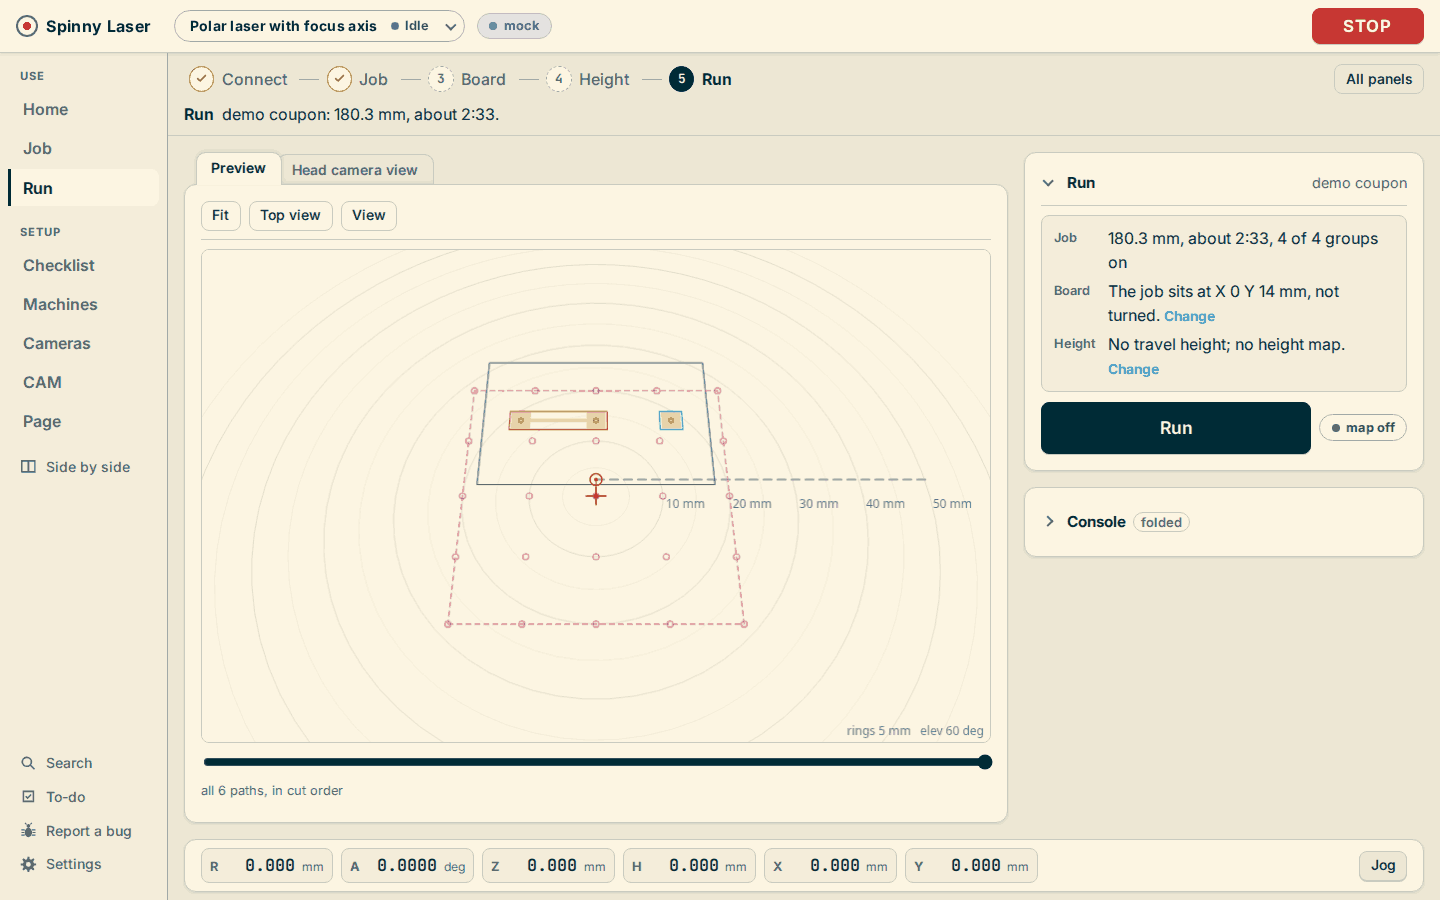 Spinny Laser
Polar laser with focus axis
Idle
mock
STOP
USE
Home
Job
Run
SETUP
Checklist
Machines
Cameras
CAM
Page
Side by side
Search
To-do
Report a bug
Settings
Connect
Job
3 Board
4 Height
5 Run
All panels
Run demo coupon: 180.3 mm, about 2:33.
Preview
Head camera view
Fit
Top view
View
10 mm
20 mm
30 mm
40 mm
50 mm
rings 5 mm elev 60 deg
all 6 paths, in cut order
Run
demo coupon
Job 180.3 mm, about 2:33, 4 of 4 groups
on
Board The job sits at X 0 Y 14 mm, not
turned. Change
Height No travel height; no height map.
Change
Run
map off
Console
folded
R 0.000 mm
A 0.0000 deg
Z 0.000 mm
H 0.000 mm
X 0.000 mm
Y 0.000 mm
Jog